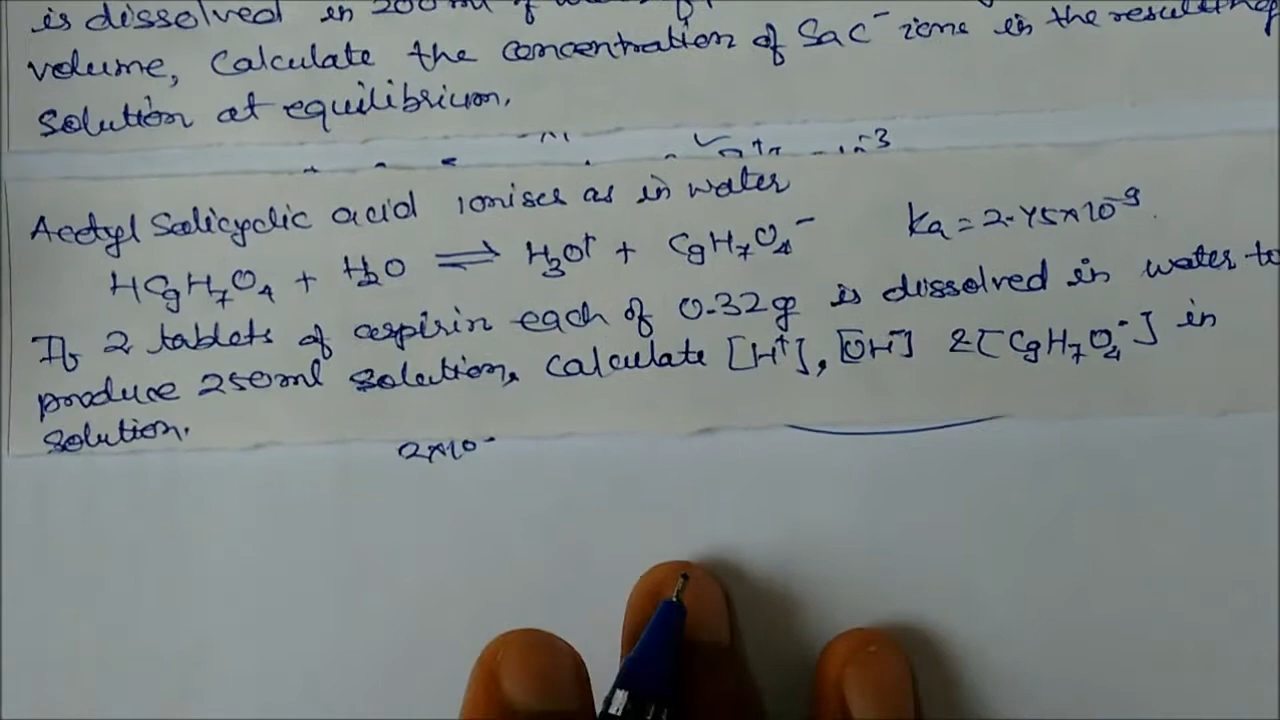 is dissolved in 200 ml of
volume, Calculate the concentration of Sac⁻ ions in the resulting
solution at equilibrium.
Acetyl Salicyclic acid ionises as in water
HC9H7O4 + H2O ⇌ H3O+ + C9H7O4⁻ Ka = 2.75×10⁻⁹.
If 2 tablets of aspirin each of 0.32g is dissolved in water to
produce 250ml solution, calculate [H+], [OH⁻] & [C9H7O4⁻] in
solution.
2×10⁻